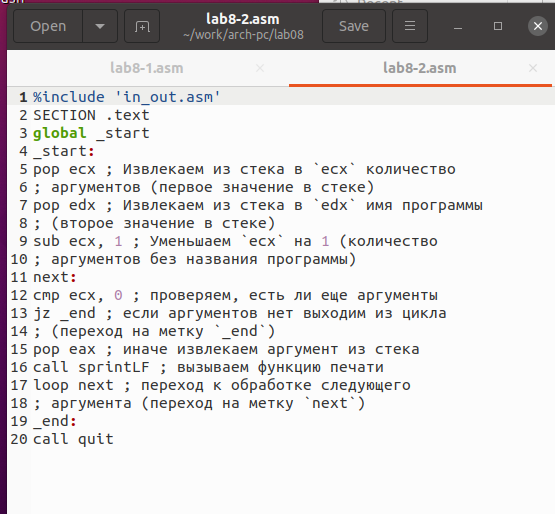 Open
lab8-2.asm
~/work/arch-pc/lab08
Save
lab8-1.asm
lab8-2.asm
1 %include 'in_out.asm'
2 SECTION .text
3 global _start
4 _start:
5 pop ecx ; Извлекаем из стека в `ecx` количество
6 ; аргументов (первое значение в стеке)
7 pop edx ; Извлекаем из стека в `edx` имя программы
8 ; (второе значение в стеке)
9 sub ecx, 1 ; Уменьшаем `ecx` на 1 (количество
10 ; аргументов без названия программы)
11 next:
12 cmp ecx, 0 ; проверяем, есть ли еще аргументы
13 jz _end ; если аргументов нет выходим из цикла
14 ; (переход на метку `_end`)
15 pop eax ; иначе извлекаем аргумент из стека
16 call sprintLF ; вызываем функцию печати
17 loop next ; переход к обработке следующего
18 ; аргумента (переход на метку `next`)
19 _end:
20 call quit